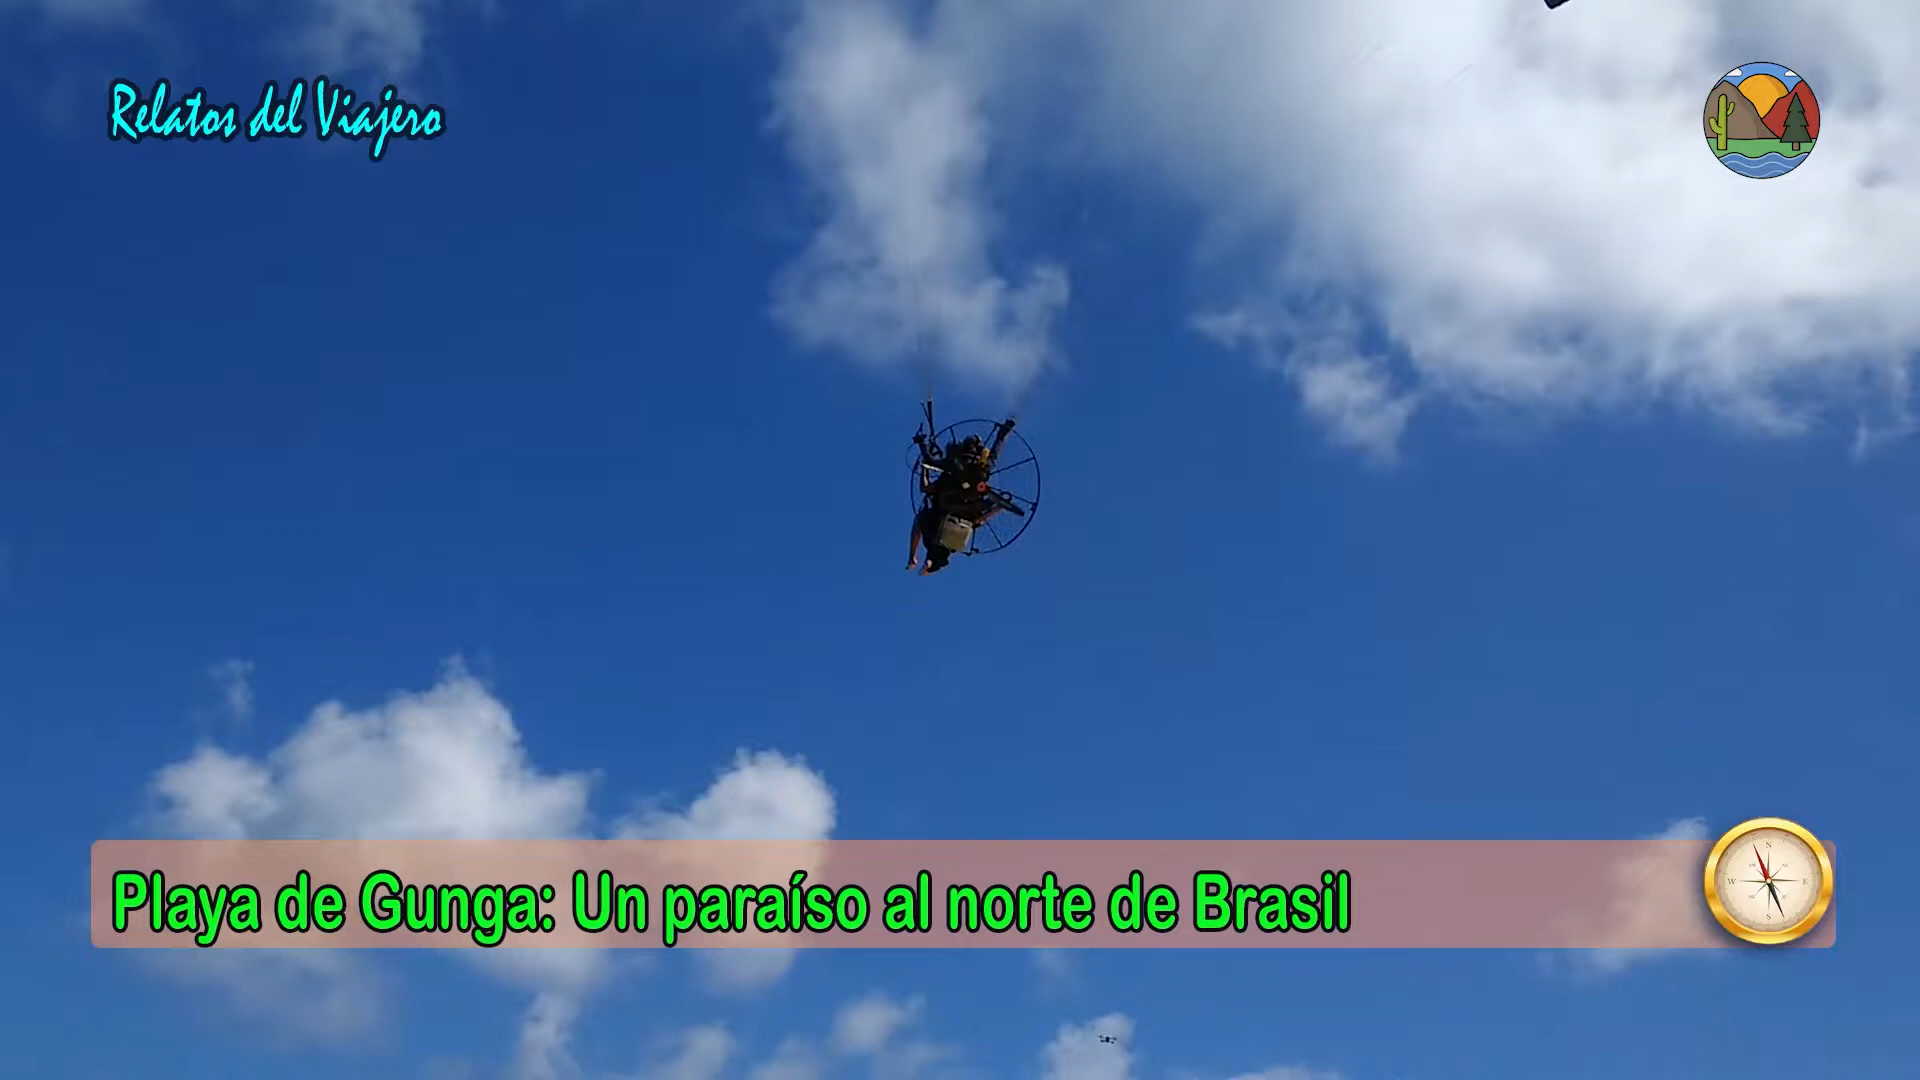 Relatos del Viajero
Playa de Gunga: Un paraíso al norte de Brasil
N
W E
S